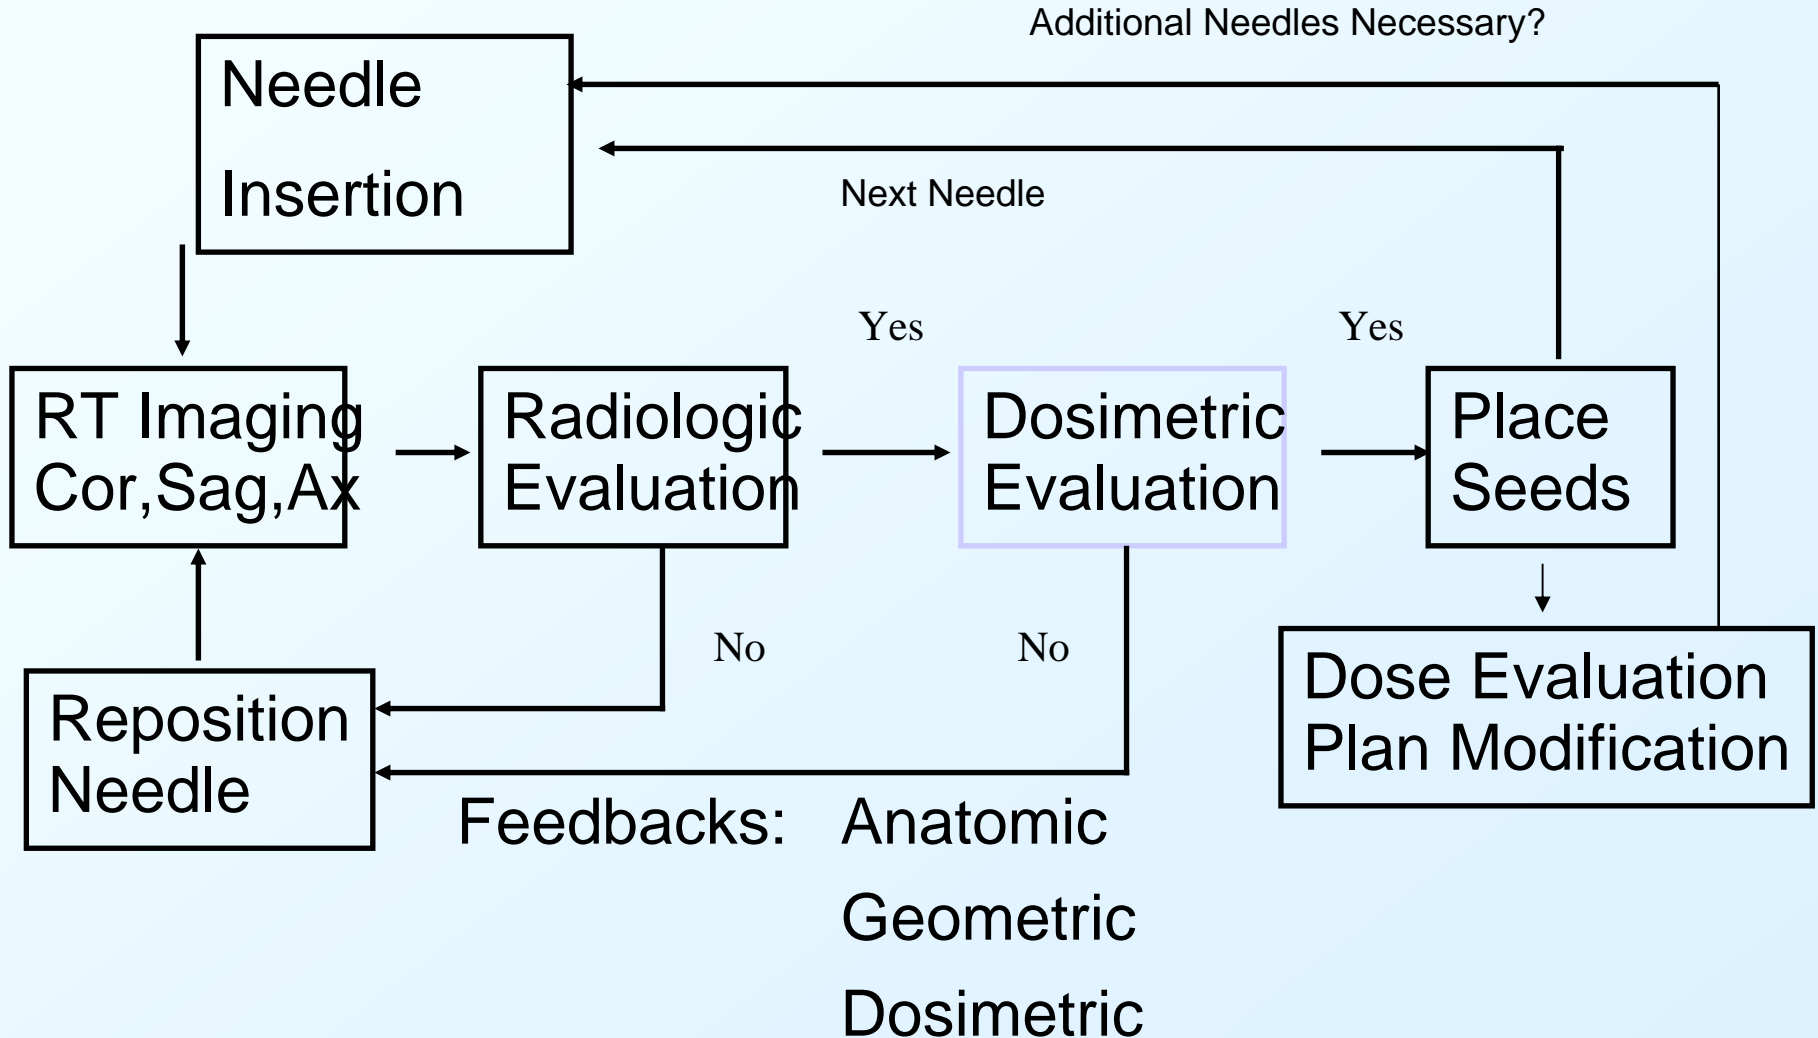 Additional Needles Necessary?
Needle
Insertion
Next Needle
Yes
Yes
RT Imaging
Cor,Sag,Ax
Radiologic
Evaluation
Dosimetric
Evaluation
Place
Seeds
No
No
Reposition
Needle
Dose Evaluation
Plan Modification
Feedbacks: Anatomic
Geometric
Dosimetric